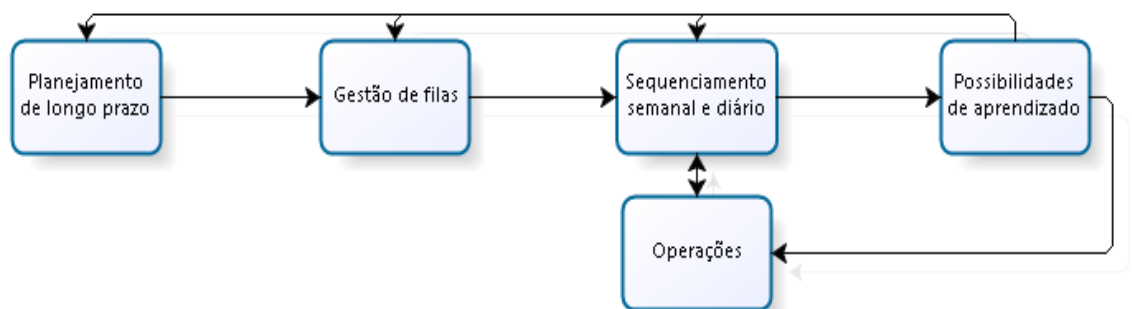 Planejamento
de longo prazo
Gestão de filas
Sequenciamento
semanal e diário
Possibilidades
de aprendizado
Operações